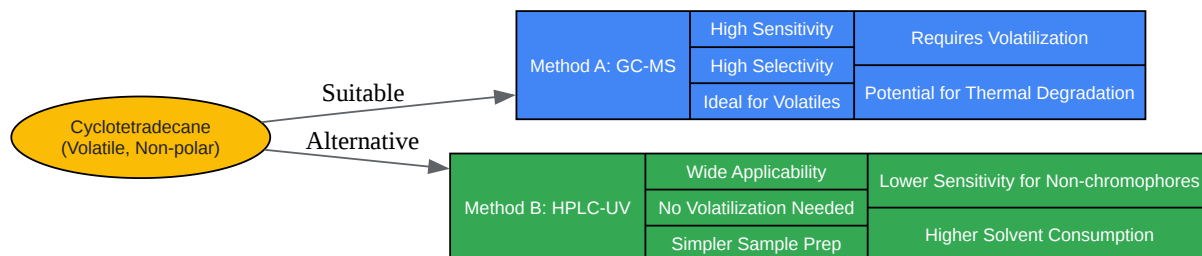 Cyclotetradecane
(Volatile, Non-polar)
Suitable
Alternative
Method A: GC-MS
High Sensitivity
High Selectivity
Ideal for Volatiles
Requires Volatilization
Potential for Thermal Degradation
Method B: HPLC-UV
Wide Applicability
No Volatilization Needed
Simpler Sample Prep
Lower Sensitivity for Non-chromophores
Higher Solvent Consumption